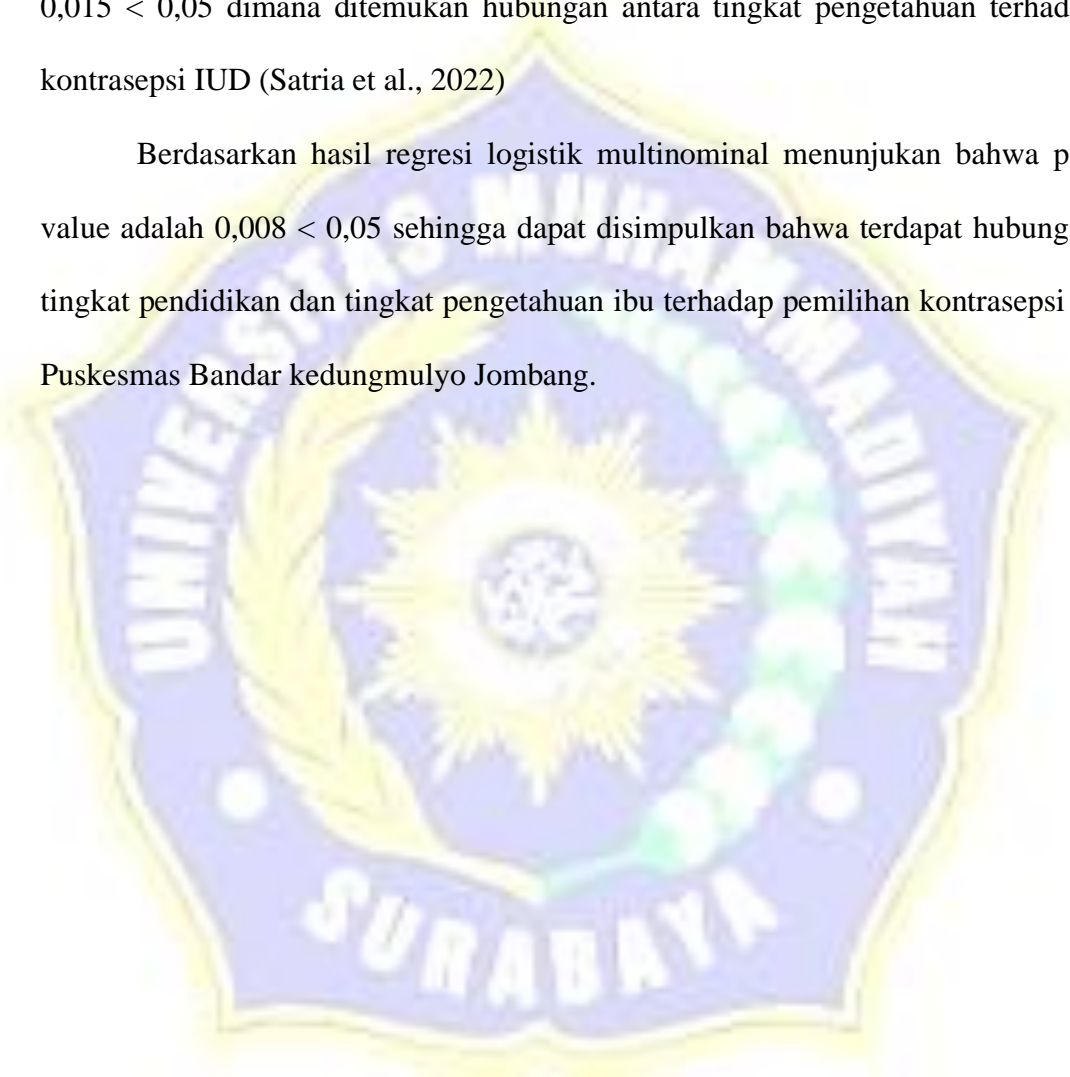 0,015 < 0,05 dimana ditemukan hubungan antara tingkat pengetahuan terhad
kontrasepsi IUD (Satria et al., 2022)
Berdasarkan hasil regresi logistik multinominal menunjukan bahwa p
value adalah 0,008 < 0,05 sehingga dapat disimpulkan bahwa terdapat hubung
tingkat pendidikan dan tingkat pengetahuan ibu terhadap pemilihan kontrasepsi
Puskesmas Bandar kedungmulyo Jombang.
UNIVERSITAS MUHAMMADIYAH
SURABAYA